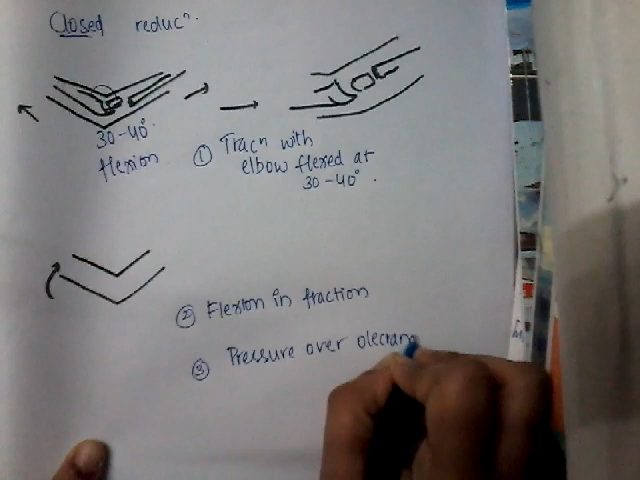 Closed reducⁿ.
30-40°.
flexion
① Tracⁿ with
elbow flexed at
30-40°.
② Flexion in traction
③ Pressure over olecran